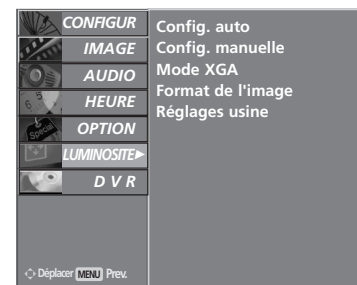 CONFIGUR
IMAGE
AUDIO
HEURE
OPTION
LUMINOSITE►
D V R
Config. auto
Config. manuelle
Mode XGA
Format de l'image
Réglages usine
Déplacer MENU Prev.